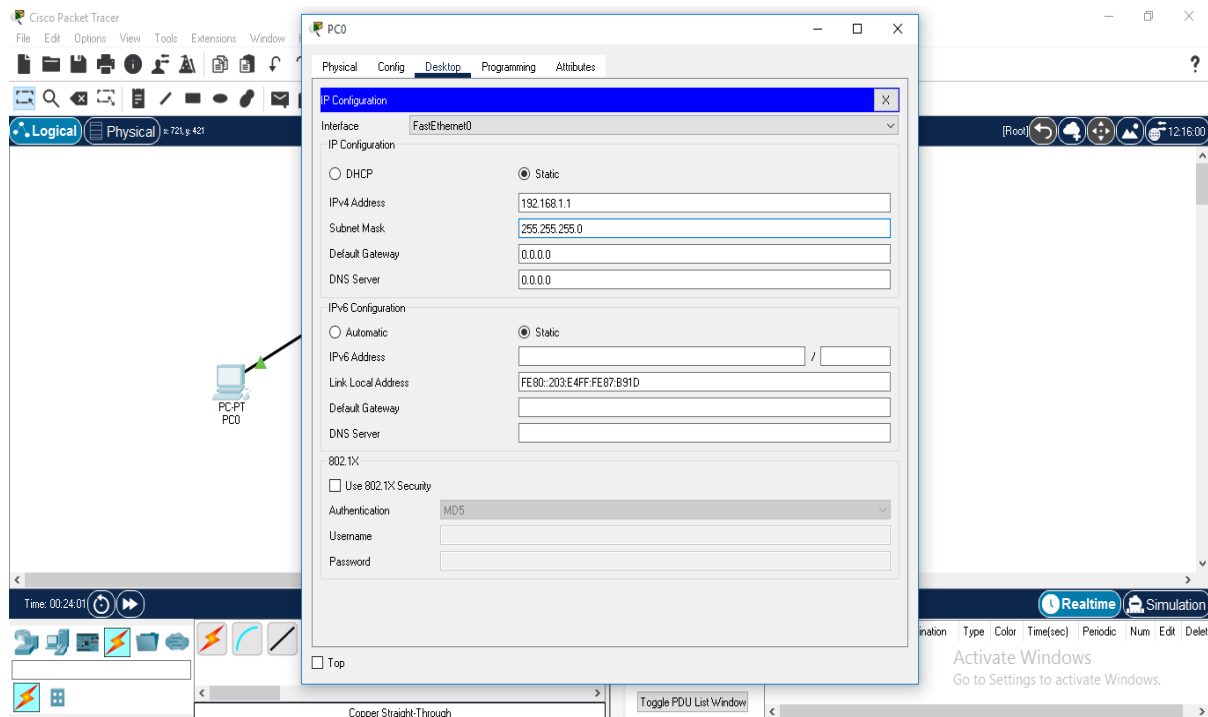 Cisco Packet Tracer
File Edit Options View Tools Extensions Window
PC0
Physical Config Desktop Programming Attributes
IP Configuration X
Interface FastEthernet0
IP Configuration
DHCP Static
IPv4 Address 192.168.1.1
Subnet Mask 255.255.255.0
Default Gateway 0.0.0.0
DNS Server 0.0.0.0
IPv6 Configuration
Automatic Static
IPv6 Address /
Link Local Address FE80::203:E4FF:FE87:B91D
Default Gateway
DNS Server
802.1X
Use 802.1X Security
Authentication MD5
Username
Password
Top
Logical Physical x: 721, y: 421
[Root] 12:16:00
PC-PT
PC0
Time: 00:24:01
Realtime Simulation
Type Color Time(sec) Periodic Num Edit
Activate Windows
Go to Settings to activate Windows.
Toggle PDU List Window
Copper Straight-Through